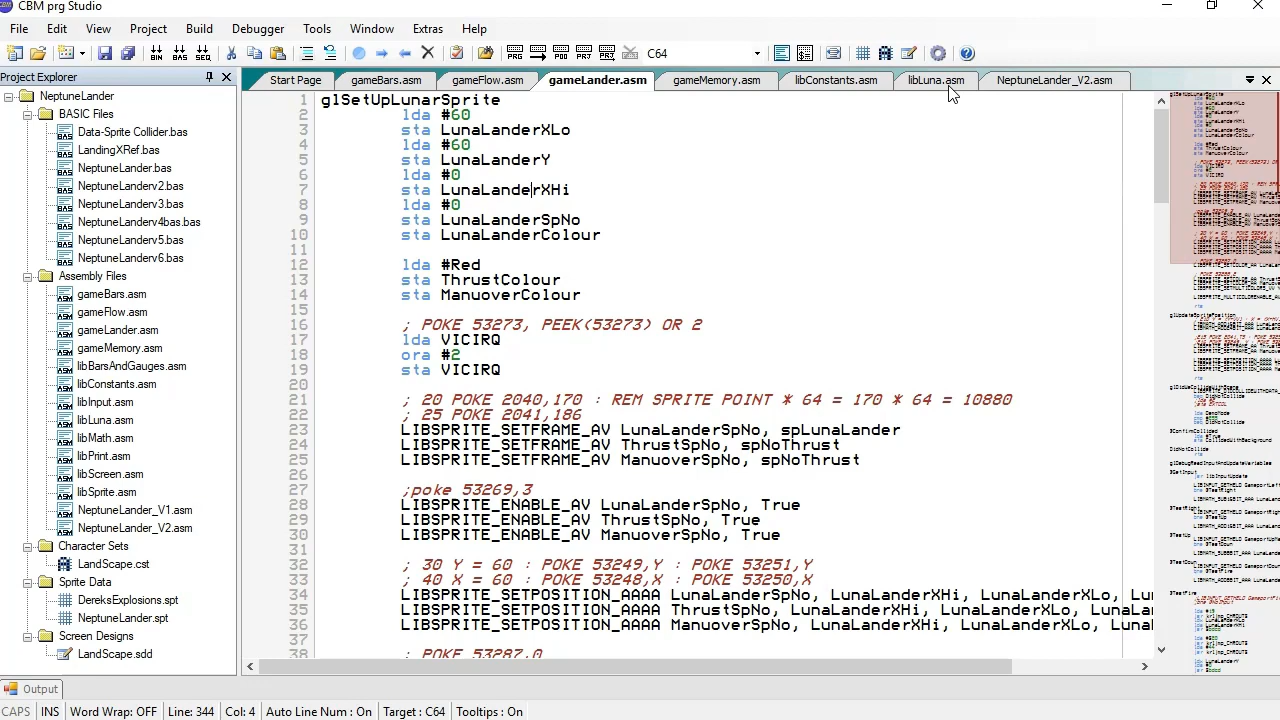 CBM prg Studio
File Edit View Project Build Debugger Tools Window Extras Help
C64
Project Explorer
Start Page gameBars.asm gameFlow.asm gameLander.asm gameMemory.asm libConstants.asm libLuna.asm NeptuneLander_V2.asm
NeptuneLander
BASIC Files
Data-Sprite Collider.bas
LandingXRef.bas
NeptuneLander.bas
NeptuneLanderv2.bas
NeptuneLanderv3.bas
NeptuneLanderv4bas.bas
NeptuneLanderv5.bas
NeptuneLanderv6.bas
Assembly Files
gameBars.asm
gameFlow.asm
gameLander.asm
gameMemory.asm
libBarsAndGauges.asm
libConstants.asm
libInput.asm
libLuna.asm
libMath.asm
libPrint.asm
libScreen.asm
libSprite.asm
NeptuneLander_V1.asm
NeptuneLander_V2.asm
Character Sets
LandScape.cst
Sprite Data
DereksExplosions.spt
NeptuneLander.spt
Screen Designs
LandScape.sdd
1 glSetUpLunarSprite
2 lda #60
3 sta LunaLanderXLo
4 lda #60
5 sta LunaLanderY
6 lda #0
7 sta LunaLanderXHi
8 lda #0
9 sta LunaLanderSpNo
10 sta LunaLanderColour
11
12 lda #Red
13 sta ThrustColour
14 sta ManuoverColour
15
16 ; POKE 53273, PEEK(53273) OR 2
17 lda VICIRQ
18 ora #2
19 sta VICIRQ
20
21 ; 20 POKE 2040,170 : REM SPRITE POINT * 64 = 170 * 64 = 10880
22 ; 25 POKE 2041,186
23 LIBSPRITE_SETFRAME_AV LunaLanderSpNo, spLunaLander
24 LIBSPRITE_SETFRAME_AV ThrustSpNo, spNoThrust
25 LIBSPRITE_SETFRAME_AV ManuoverSpNo, spNoThrust
26
27 ;poke 53269,3
28 LIBSPRITE_ENABLE_AV LunaLanderSpNo, True
29 LIBSPRITE_ENABLE_AV ThrustSpNo, True
30 LIBSPRITE_ENABLE_AV ManuoverSpNo, True
31
32 ; 30 Y = 60 : POKE 53249,Y : POKE 53251,Y
33 ; 40 X = 60 : POKE 53248,X : POKE 53250,X
34 LIBSPRITE_SETPOSITION_AAAA LunaLanderSpNo, LunaLanderXHi, LunaLanderXLo, Lu
35 LIBSPRITE_SETPOSITION_AAAA ThrustSpNo, LunaLanderXHi, LunaLanderXLo, LunaLa
36 LIBSPRITE_SETPOSITION_AAAA ManuoverSpNo, LunaLanderXHi, LunaLanderXLo, Luna
37
38 ; POKE 53287,0
Output
CAPS INS Word Wrap: OFF Line: 344 Col: 4 Auto Line Num : On Target : C64 Tooltips : On